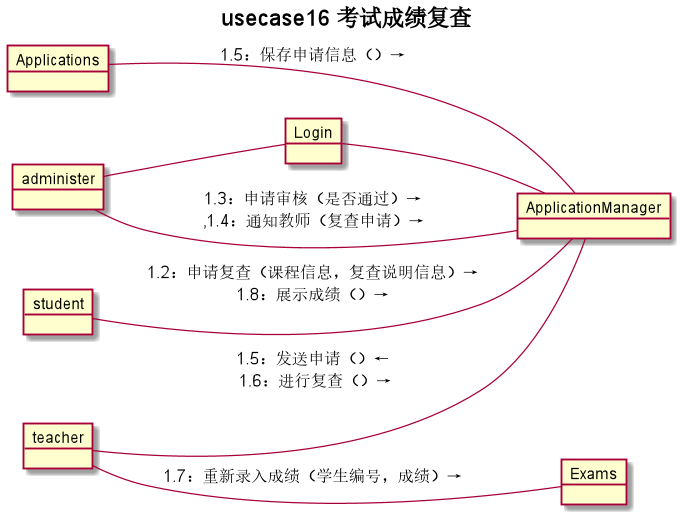 usecase16 考试成绩复查
Applications
1.5：保存申请信息（）→
Login
administer
1.3：申请审核（是否通过）→
,1.4：通知教师（复查申请）→
ApplicationManager
1.2：申请复查（课程信息，复查说明信息）→
1.8：展示成绩（）→
student
1.5：发送申请（）←
1.6：进行复查（）→
teacher
1.7：重新录入成绩（学生编号，成绩）→
Exams